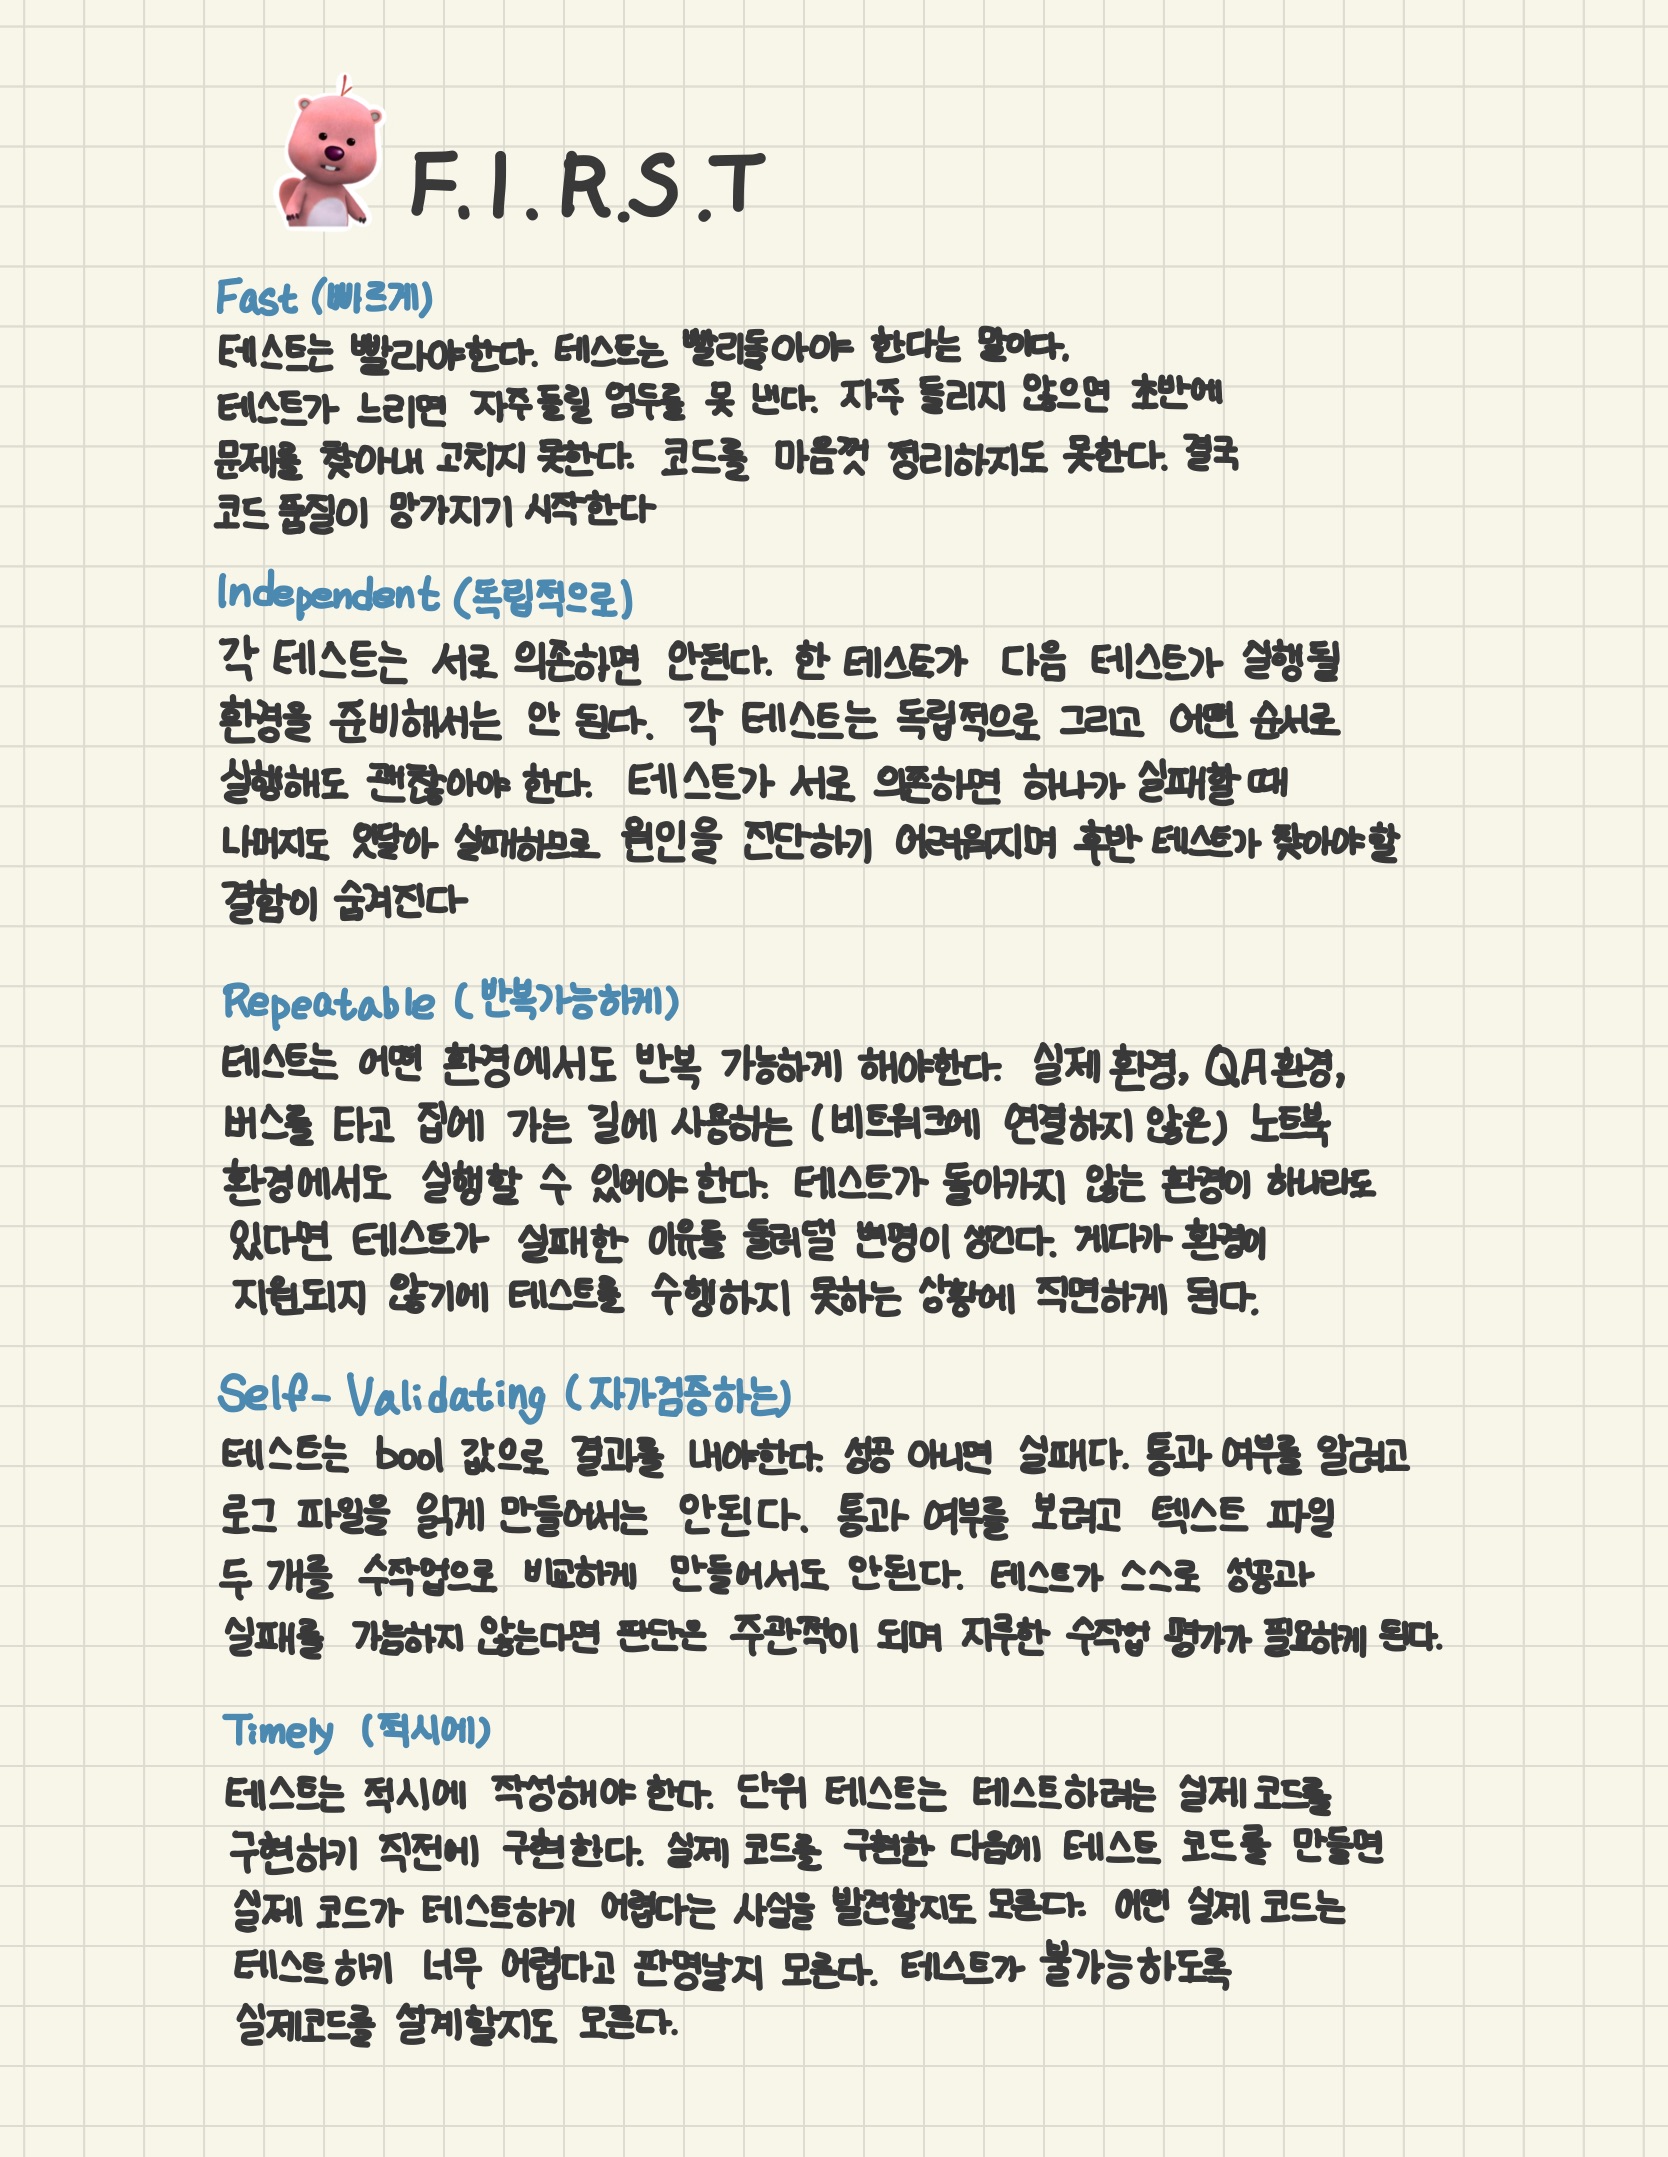 F.I.R.S.T
Fast (빠르게)
테스트는 빨라야한다. 테스트는 빨리돌아야 한다는 말이다.
테스트가 느리면 자주돌릴 엄두를 못 낸다. 자주 돌리지 않으면 초반에
문제를 찾아내 고치지 못한다. 코드를 마음껏 정리하지도 못한다. 결국
코드 품질이 망가지기 시작한다
Independent (독립적으로)
각 테스트는 서로 의존하면 안된다. 한 테스트가 다음 테스트가 실행될
환경을 준비해서는 안 된다. 각 테스트는 독립적으로 그리고 어떤 순서로
실행해도 괜찮아야 한다. 테스트가 서로 의존하면 하나가 실패할 때
나머지도 잇달아 실패하므로 원인을 진단하기 어려워지며 후반 테스트가 찾아야할
결함이 숨겨진다
Repeatable (반복가능하게)
테스트는 어떤 환경에서도 반복 가능하게 해야한다. 실제 환경, QA 환경,
버스를 타고 집에 가는 길에 사용하는 (비트워크에 연결하지 않은) 노트북
환경에서도 실행할 수 있어야 한다. 테스트가 돌아가지 않는 환경이 하나라도
있다면 테스트가 실패한 이유를 둘러댈 변명이 생긴다. 게다가 환경이
지원되지 않기에 테스트를 수행하지 못하는 상황에 직면하게 된다.
Self-Validating (자가검증하는)
테스트는 bool 값으로 결과를 내야한다. 성공 아니면 실패다. 통과 여부를 알려고
로그 파일을 읽게 만들어서는 안된다. 통과 여부를 보려고 텍스트 파일
두 개를 수작업으로 비교하게 만들어서도 안된다. 테스트가 스스로 성공과
실패를 가늠하지 않는다면 판단은 주관적이 되며 지루한 수작업 평가가 필요하게 된다.
Timely (적시에)
테스트는 적시에 작성해야 한다. 단위 테스트는 테스트하려는 실제 코드를
구현하기 직전에 구현한다. 실제 코드를 구현한 다음에 테스트 코드를 만들면
실제 코드가 테스트하기 어렵다는 사실을 발견할지도 모른다. 어떤 실제 코드는
테스트하기 너무 어렵다고 판명날지 모른다. 테스트가 불가능하도록
실제코드를 설계할지도 모른다.